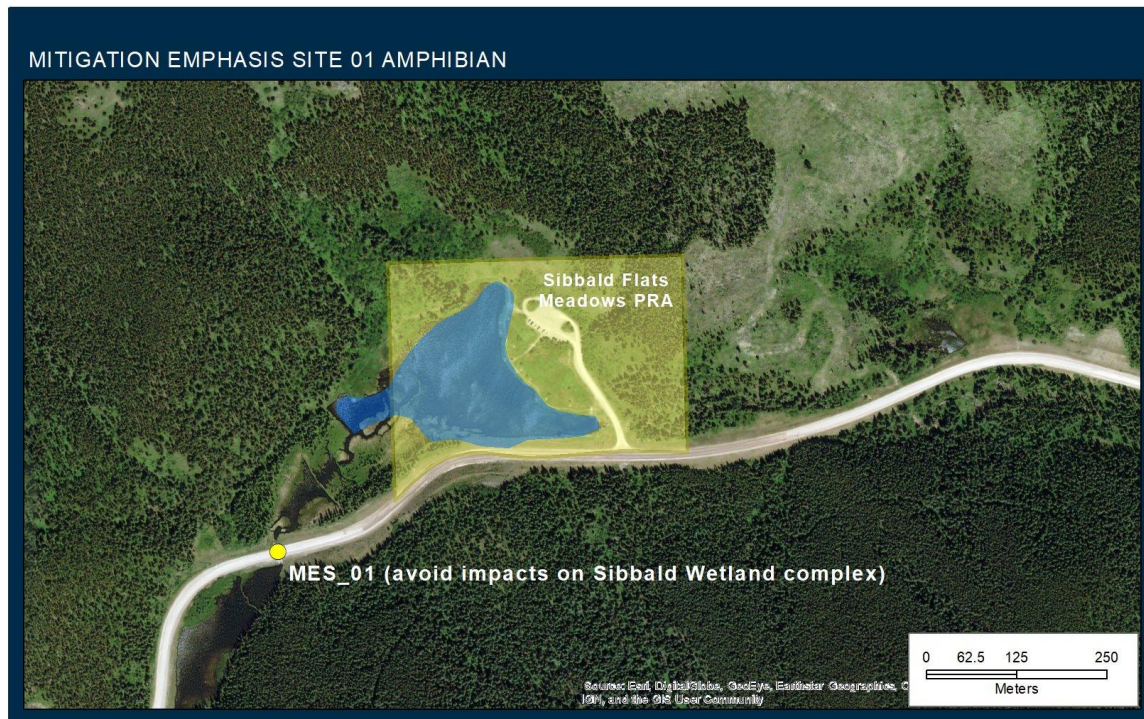 MITIGATION EMPHASIS SITE 01 AMPHIBIAN
Sibbald Flats
Meadows PRA
MES_01 (avoid impacts on Sibbald Wetland complex)
0 62.5 125 250
Meters
Source: Esri, DigitalGlobe, GeoEye, Earthstar Geographics, C
IGN, and the GIS User Community